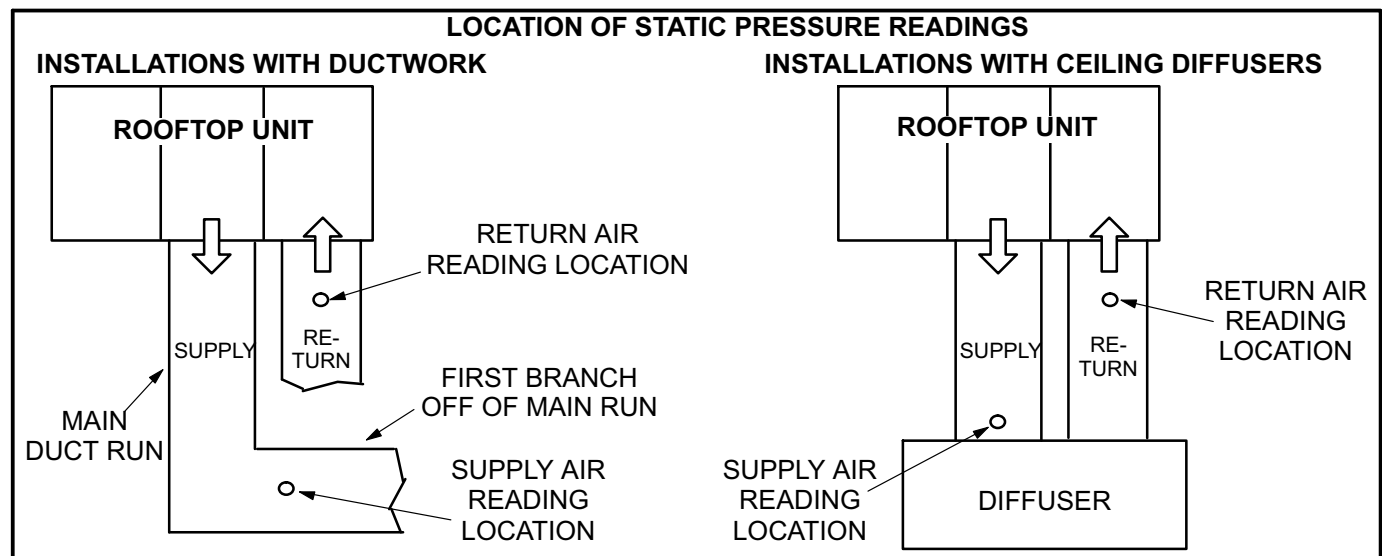 LOCATION OF STATIC PRESSURE READINGS
INSTALLATIONS WITH DUCTWORK
ROOFTOP UNIT
RETURN AIR
READING LOCATION
SUPPLY
RE-
TURN
FIRST BRANCH
OFF OF MAIN RUN
MAIN
DUCT RUN
SUPPLY AIR
READING
LOCATION
INSTALLATIONS WITH CEILING DIFFUSERS
ROOFTOP UNIT
RETURN AIR
READING
LOCATION
SUPPLY
RE-
TURN
SUPPLY AIR
READING
LOCATION
DIFFUSER